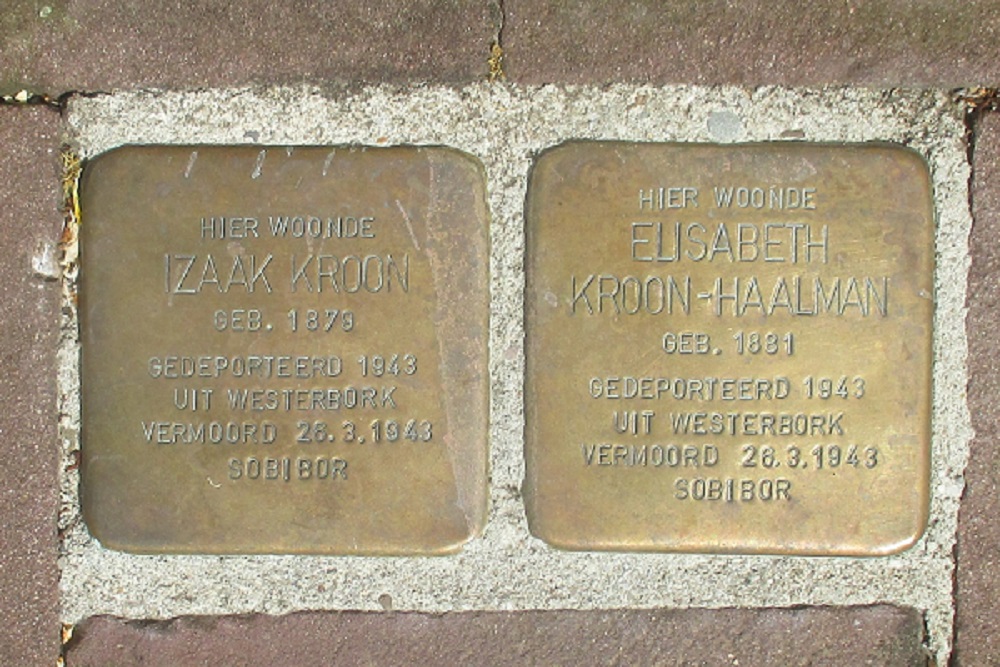 HIER WOONDE
IZAAK KROON
GEB. 1879
GEDEPORTEERD 1943
UIT WESTERBORK
VERMOORD 26.3.1943
SOBIBOR
HIER WOONDE
ELISABETH
KROON-HAALMAN
GEB. 1881
GEDEPORTEERD 1943
UIT WESTERBORK
VERMOORD 26.3.1943
SOBIBOR